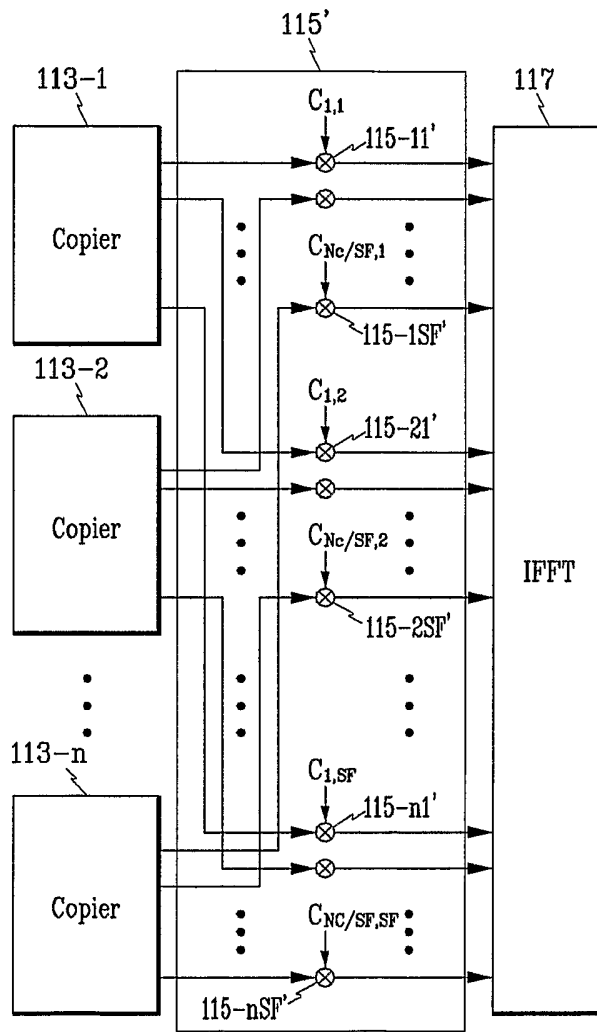 115'
113-1
117
C1,1
115-11'
Copier
CNc/SF,1
115-1SF'
113-2
C1,2
115-21'
Copier
CNc/SF,2
IFFT
115-2SF'
113-n
C1,SF
115-n1'
Copier
CNC/SF,SF
115-nSF'